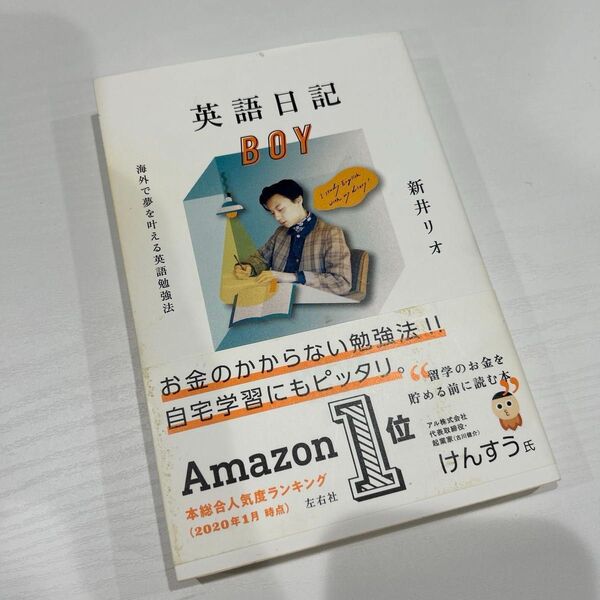 英語日記
BOY
海外で夢を叶える英語勉強法
新井リオ
お金のかからない勉強法!!
自宅学習にもピッタリ。
“留学のお金を
貯める前に読む本”
アル株式会社
代表取締役・
起業家(古川健介)
けんすう氏
Amazon
1位
本総合人気度ランキング
(2020年1月 時点)
左右社